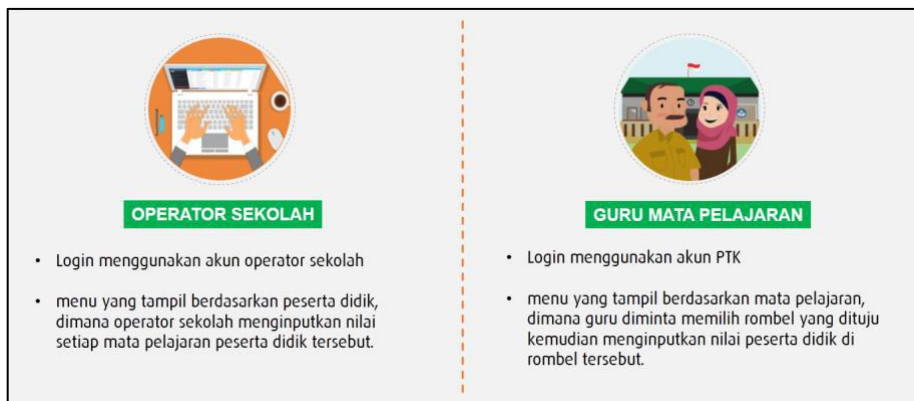 OPERATOR SEKOLAH
• Login menggunakan akun operator sekolah
• menu yang tampil berdasarkan peserta didik,
dimana operator sekolah menginputkan nilai
setiap mata pelajaran peserta didik tersebut.
GURU MATA PELAJARAN
• Login menggunakan akun PTK
• menu yang tampil berdasarkan mata pelajaran,
dimana guru diminta memilih rombel yang dituju
kemudian menginputkan nilai peserta didik di
rombel tersebut.